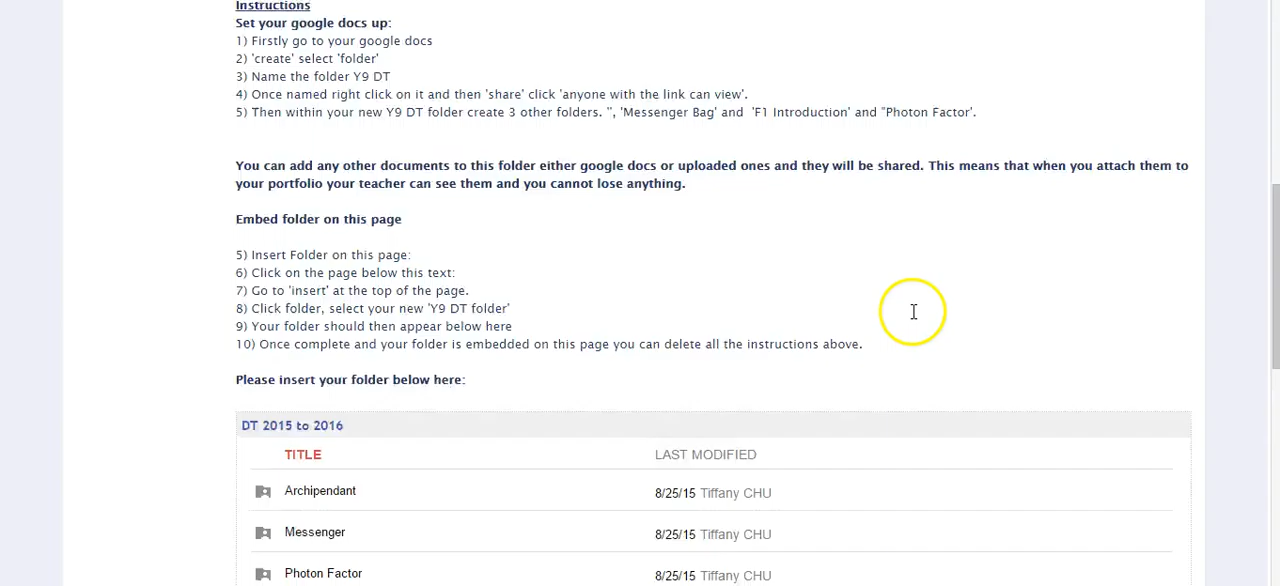 Instructions
Set your google docs up:
1) Firstly go to your google docs
2) 'create' select 'folder'
3) Name the folder Y9 DT
4) Once named right click on it and then 'share' click 'anyone with the link can view'.
5) Then within your new Y9 DT folder create 3 other folders. '', 'Messenger Bag' and  'F1 Introduction' and "Photon Factor'.
You can add any other documents to this folder either google docs or uploaded ones and they will be shared. This means that when you attach them to
your portfolio your teacher can see them and you cannot lose anything.
Embed folder on this page
5) Insert Folder on this page:
6) Click on the page below this text:
7) Go to 'insert' at the top of the page.
8) Click folder, select your new 'Y9 DT folder'
9) Your folder should then appear below here
10) Once complete and your folder is embedded on this page you can delete all the instructions above.
Please insert your folder below here:
DT 2015 to 2016
TITLE LAST MODIFIED
Archipendant 8/25/15 Tiffany CHU
Messenger 8/25/15 Tiffany CHU
Photon Factor 8/25/15 Tiffany CHU